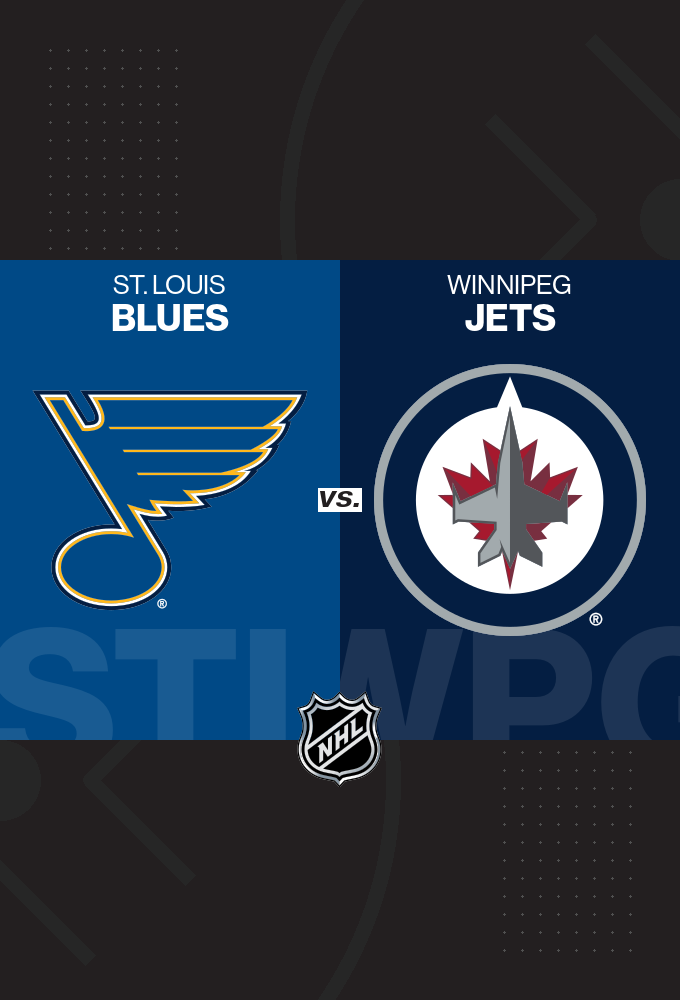 ST. LOUIS
BLUES
WINNIPEG
JETS
vs.
®
®
STL
WPG
NHL